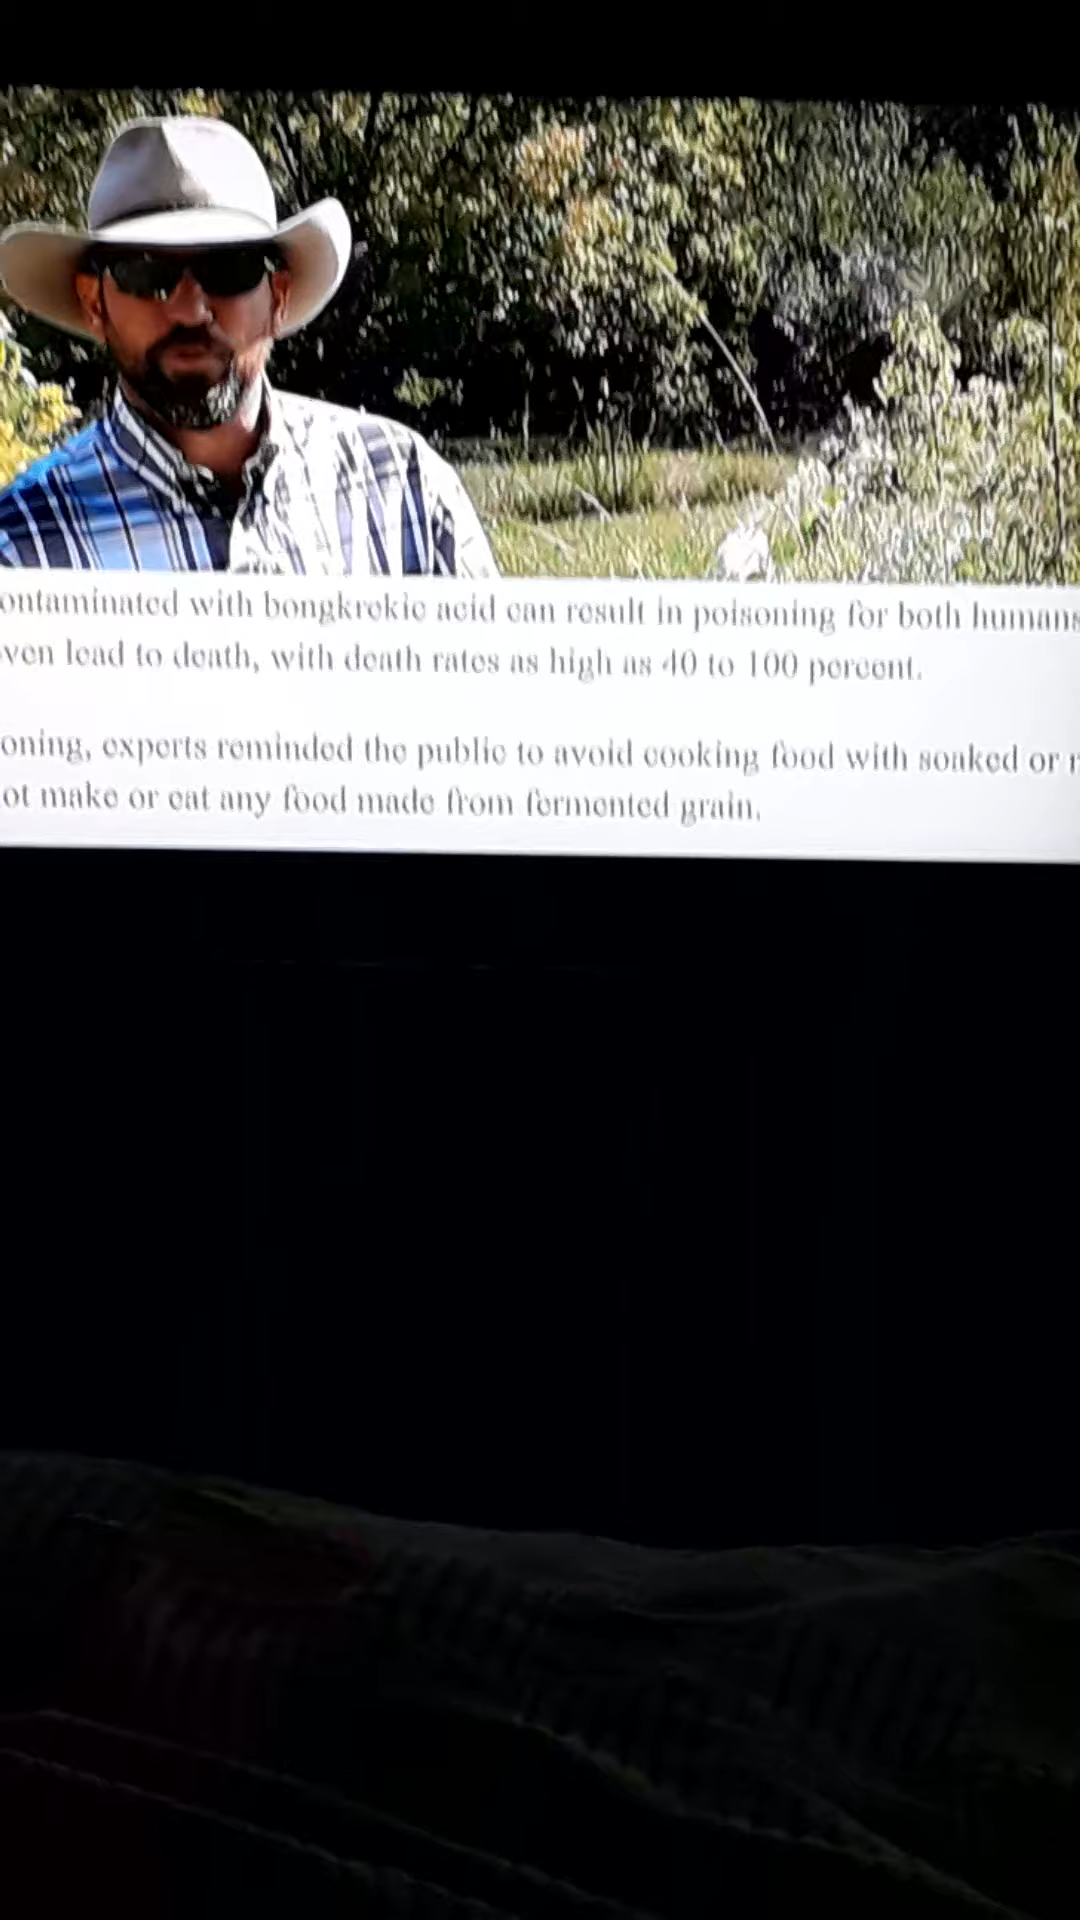 ontaminated with bongkrekic acid can result in poisoning for both humans
ven lead to death, with death rates as high as 40 to 100 percent.
oning, experts reminded the public to avoid cooking food with soaked or r
ot make or eat any food made from fermented grain.